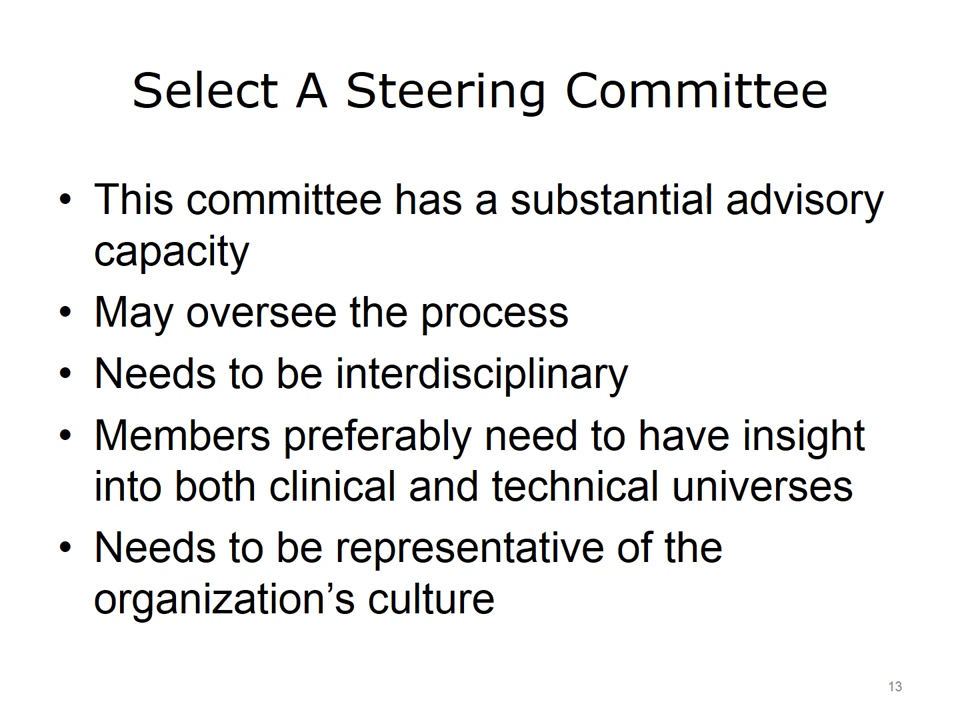 Select A Steering Committee
• This committee has a substantial advisory
capacity
• May oversee the process
• Needs to be interdisciplinary
• Members preferably need to have insight
into both clinical and technical universes
• Needs to be representative of the
organization’s culture
13